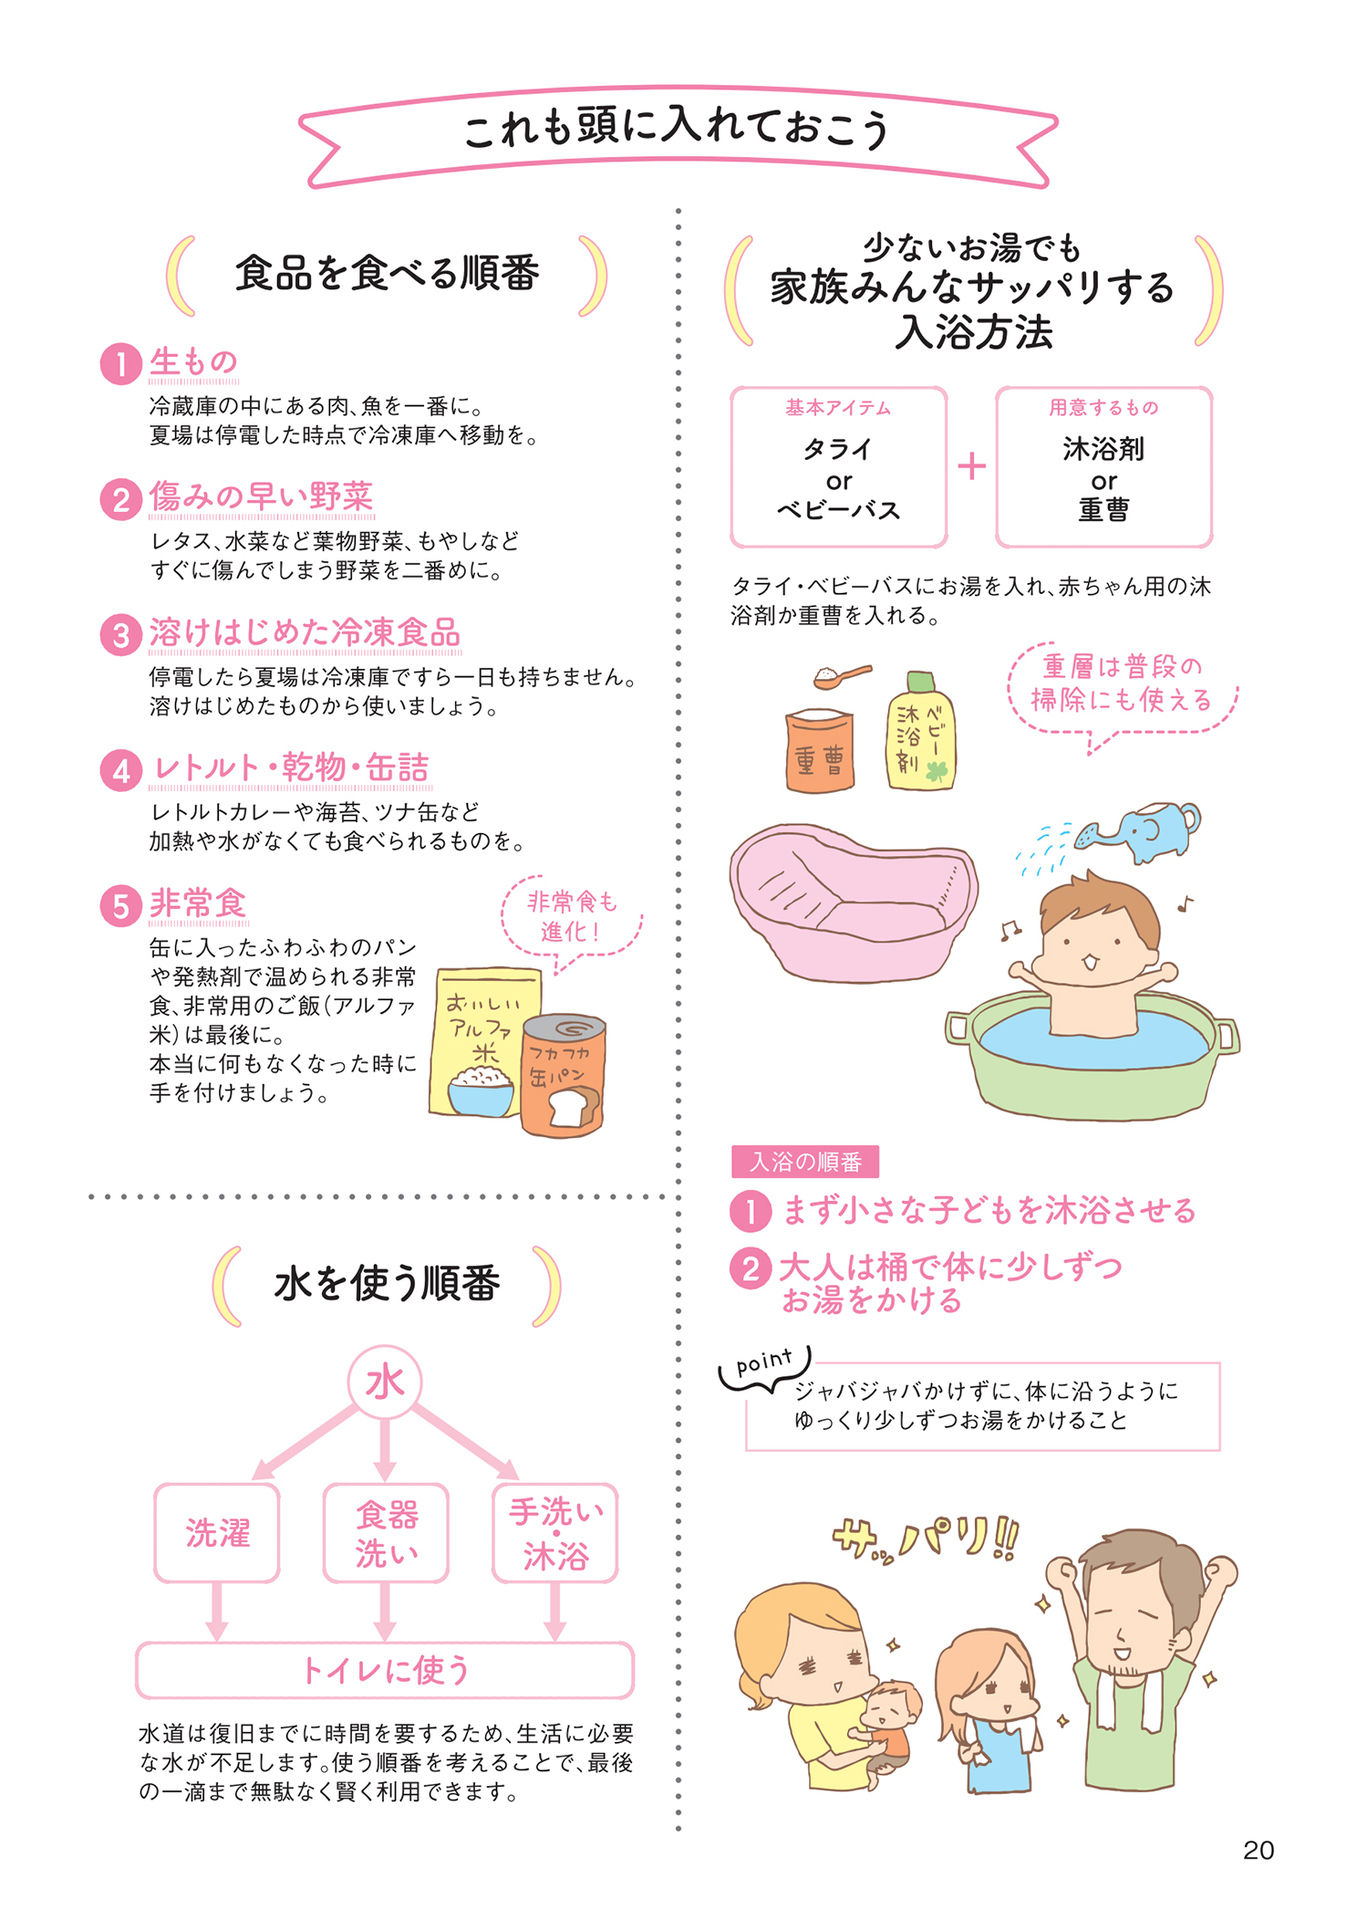 これも頭に入れておこう
食品を食べる順番
1 生もの
冷蔵庫の中にある肉、魚を一番に。
夏場は停電した時点で冷凍庫へ移動を。
2 傷みの早い野菜
レタス、水菜など葉物野菜、もやしなど
すぐに傷んでしまう野菜を二番めに。
3 溶けはじめた冷凍食品
停電したら夏場は冷凍庫ですら一日も持ちません。
溶けはじめたものから使いましょう。
4 レトルト・乾物・缶詰
レトルトカレーや海苔、ツナ缶など
加熱や水がなくても食べられるものを。
5 非常食
缶に入ったふわふわのパン
や発熱剤で温められる非常
食、非常用のご飯（アルファ
米）は最後に。
本当に何もなくなった時に
手を付けましょう。
非常食も
進化！
おいしい
アルファ
米
フカフカ
缶パン
水を使う順番
水
洗濯
食器
洗い
手洗い
・
沐浴
トイレに使う
水道は復旧までに時間を要するため、生活に必要
な水が不足します。使う順番を考えることで、最後
の一滴まで無駄なく賢く利用できます。
少ないお湯でも
家族みんなサッパリする
入浴方法
基本アイテム
タライ
or
ベビーバス
+
用意するもの
沐浴剤
or
重曹
タライ・ベビーバスにお湯を入れ、赤ちゃん用の沐
浴剤か重曹を入れる。
重層は普段の
掃除にも使える
重曹
ベビー
沐浴剤
入浴の順番
1 まず小さな子どもを沐浴させる
2 大人は桶で体に少しずつ
お湯をかける
point
ジャバジャバかけずに、体に沿うように
ゆっくり少しずつお湯をかけること
サッパリ!!
20